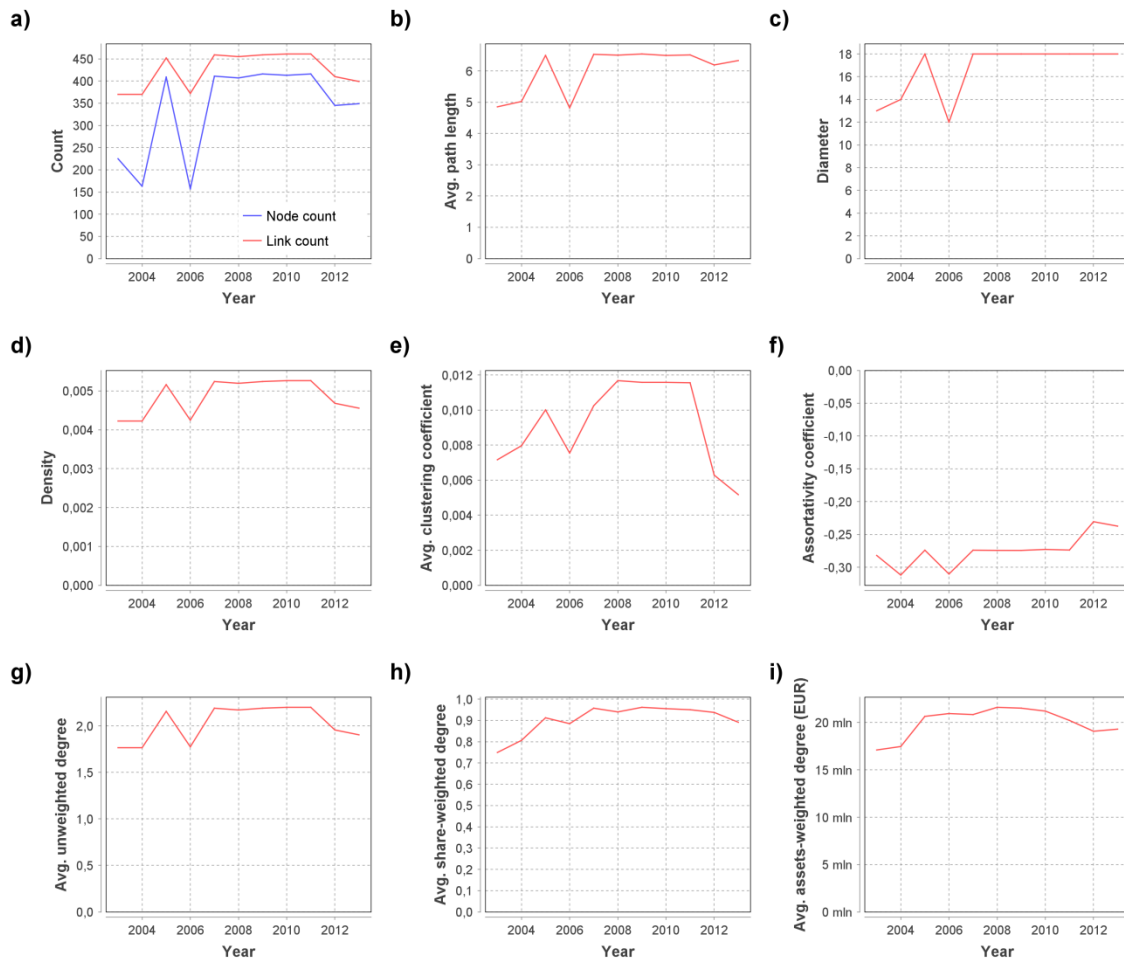 a)
Count
450
400
350
300
250
200
150
100
50
0
Node count
Link count
2004 2006 2008 2010 2012
Year
b)
Avg. path length
6
5
4
3
2
1
0
2004 2006 2008 2010 2012
Year
c)
Diameter
18
16
14
12
10
8
6
4
2
0
2004 2006 2008 2010 2012
Year
d)
Density
0,005
0,004
0,003
0,002
0,001
0,000
2004 2006 2008 2010 2012
Year
e)
Avg. clustering coefficient
0,012
0,010
0,008
0,006
0,004
0,002
0,000
2004 2006 2008 2010 2012
Year
f)
Assortativity coefficient
0,00
-0,05
-0,10
-0,15
-0,20
-0,25
-0,30
2004 2006 2008 2010 2012
Year
g)
Avg. unweighted degree
2,0
1,5
1,0
0,5
0,0
2004 2006 2008 2010 2012
Year
h)
Avg. share-weighted degree
1,0
0,9
0,8
0,7
0,6
0,5
0,4
0,3
0,2
0,1
0,0
2004 2006 2008 2010 2012
Year
i)
Avg. assets-weighted degree (EUR)
20 mln
15 mln
10 mln
5 mln
0 mln
2004 2006 2008 2010 2012
Year